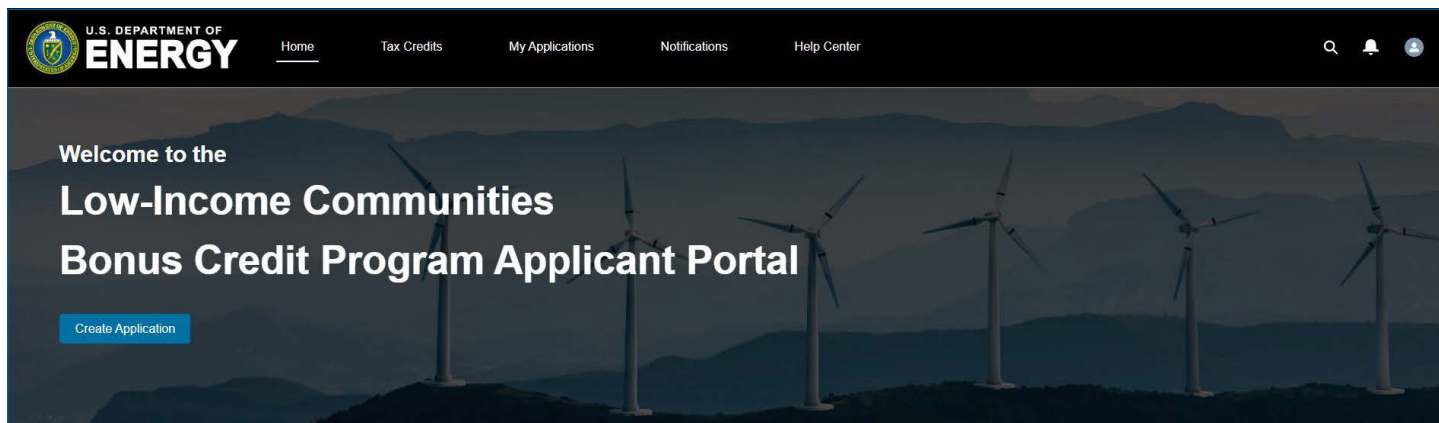 U.S. DEPARTMENT OF
ENERGY
Home
Tax Credits
My Applications
Notifications
Help Center
Welcome to the
Low-Income Communities
Bonus Credit Program Applicant Portal
Create Application